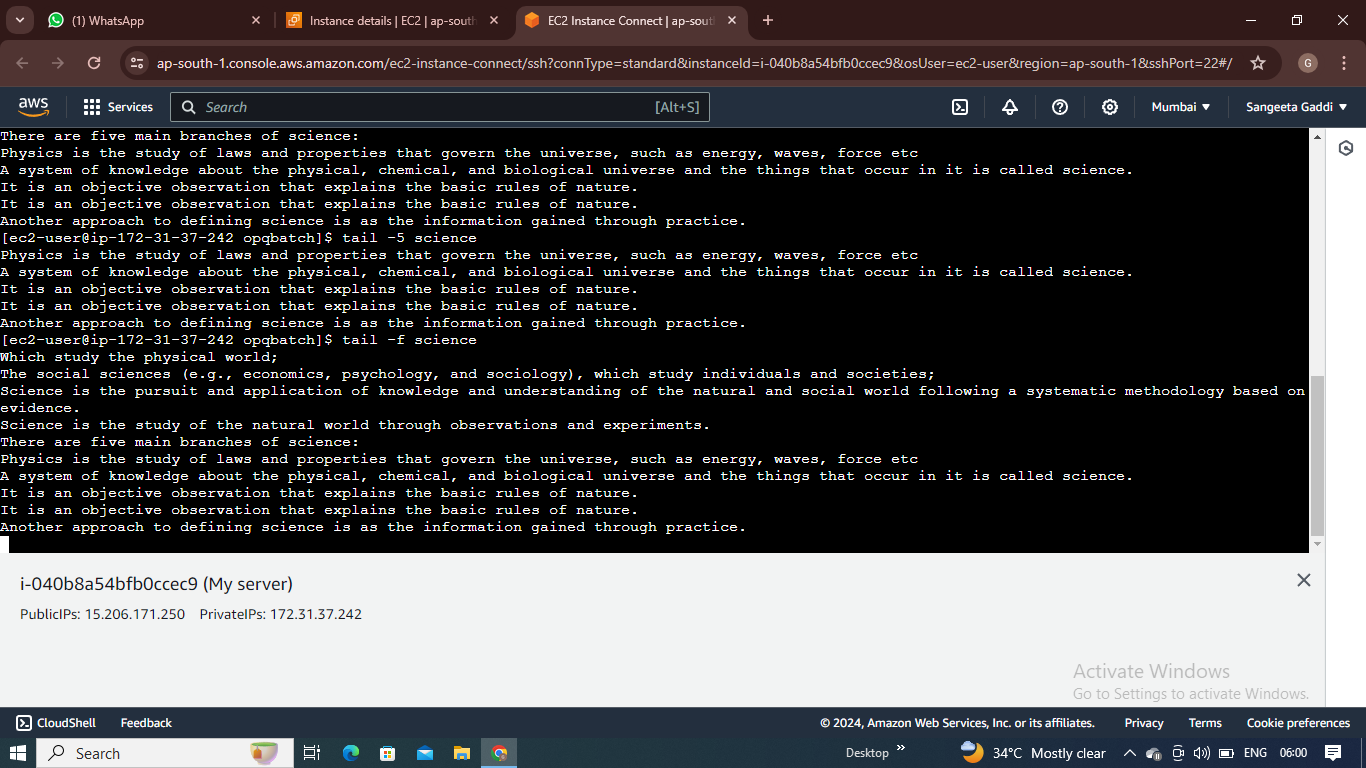 (1) WhatsApp
Instance details | EC2 | ap-south
EC2 Instance Connect | ap-sout
ap-south-1.console.aws.amazon.com/ec2-instance-connect/ssh?connType=standard&instanceId=i-040b8a54bfb0ccec9&osUser=ec2-user&region=ap-south-1&sshPort=22#/
G
aws
Services
Search
[Alt+S]
Mumbai
Sangeeta Gaddi
There are five main branches of science:
Physics is the study of laws and properties that govern the universe, such as energy, waves, force etc
A system of knowledge about the physical, chemical, and biological universe and the things that occur in it is called science.
It is an objective observation that explains the basic rules of nature.
It is an objective observation that explains the basic rules of nature.
Another approach to defining science is as the information gained through practice.
[ec2-user@ip-172-31-37-242 opqbatch]$ tail -5 science
Physics is the study of laws and properties that govern the universe, such as energy, waves, force etc
A system of knowledge about the physical, chemical, and biological universe and the things that occur in it is called science.
It is an objective observation that explains the basic rules of nature.
It is an objective observation that explains the basic rules of nature.
Another approach to defining science is as the information gained through practice.
[ec2-user@ip-172-31-37-242 opqbatch]$ tail -f science
Which study the physical world;
The social sciences (e.g., economics, psychology, and sociology), which study individuals and societies;
Science is the pursuit and application of knowledge and understanding of the natural and social world following a systematic methodology based on
evidence.
Science is the study of the natural world through observations and experiments.
There are five main branches of science:
Physics is the study of laws and properties that govern the universe, such as energy, waves, force etc
A system of knowledge about the physical, chemical, and biological universe and the things that occur in it is called science.
It is an objective observation that explains the basic rules of nature.
It is an objective observation that explains the basic rules of nature.
Another approach to defining science is as the information gained through practice.
i-040b8a54bfb0ccec9 (My server)
PublicIPs: 15.206.171.250 PrivateIPs: 172.31.37.242
Activate Windows
Go to Settings to activate Windows.
CloudShell
Feedback
© 2024, Amazon Web Services, Inc. or its affiliates.
Privacy
Terms
Cookie preferences
Search
Desktop
34°C Mostly clear
ENG
06:00